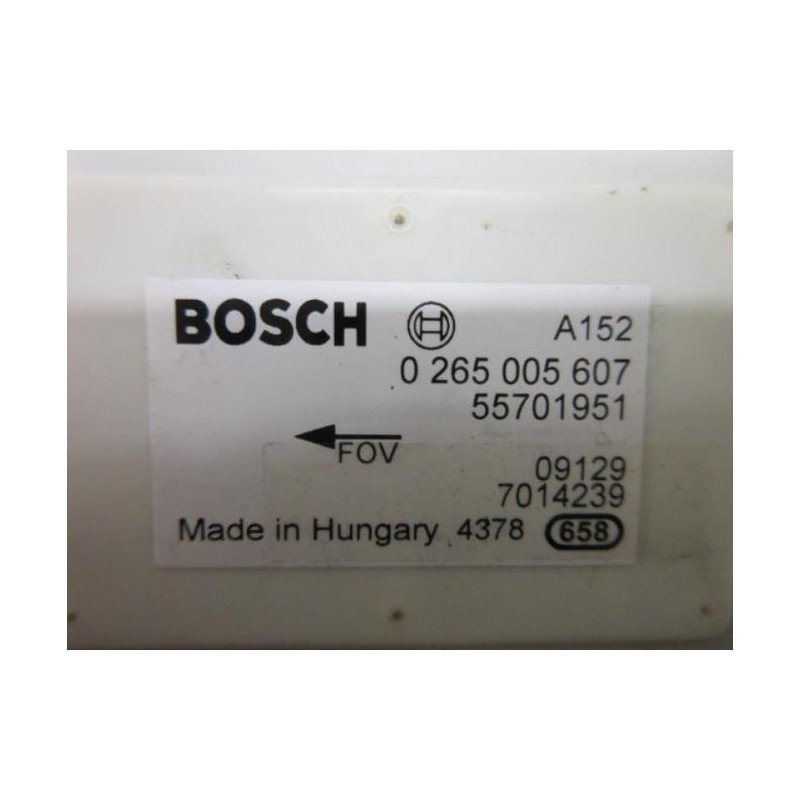 BOSCH A152
0 265 005 607
55701951
FOV
09129
7014239
Made in Hungary 4378 658